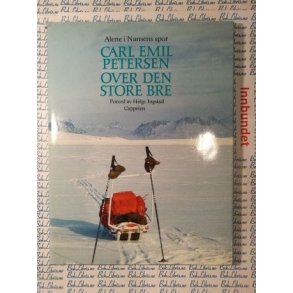 Alene i Nansens spor
CARL EMIL
PETERSEN
OVER DEN
STORE BRE
Forord av Helge Ingstad
Cappelen
Innbundet